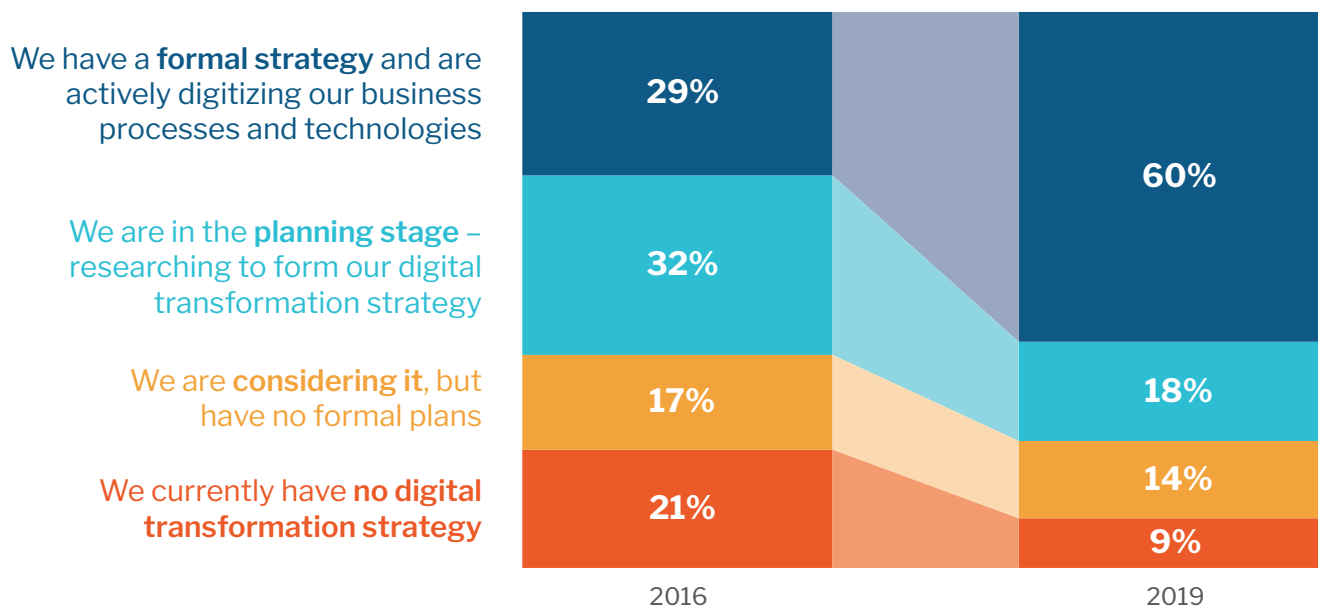 We have a formal strategy and are
actively digitizing our business
processes and technologies
29%
60%
We are in the planning stage –
researching to form our digital
transformation strategy
32%
18%
We are considering it, but
have no formal plans
17%
14%
We currently have no digital
transformation strategy
21%
9%
2016
2019